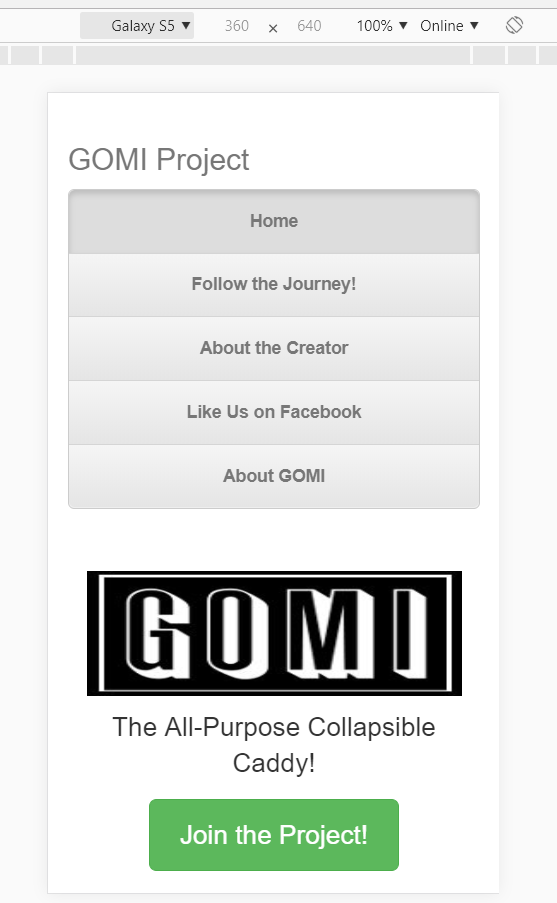 Galaxy S5 ▼ 360 × 640 100% ▼ Online ▼
GOMI Project
Home
Follow the Journey!
About the Creator
Like Us on Facebook
About GOMI
GOMI
The All-Purpose Collapsible
Caddy!
Join the Project!